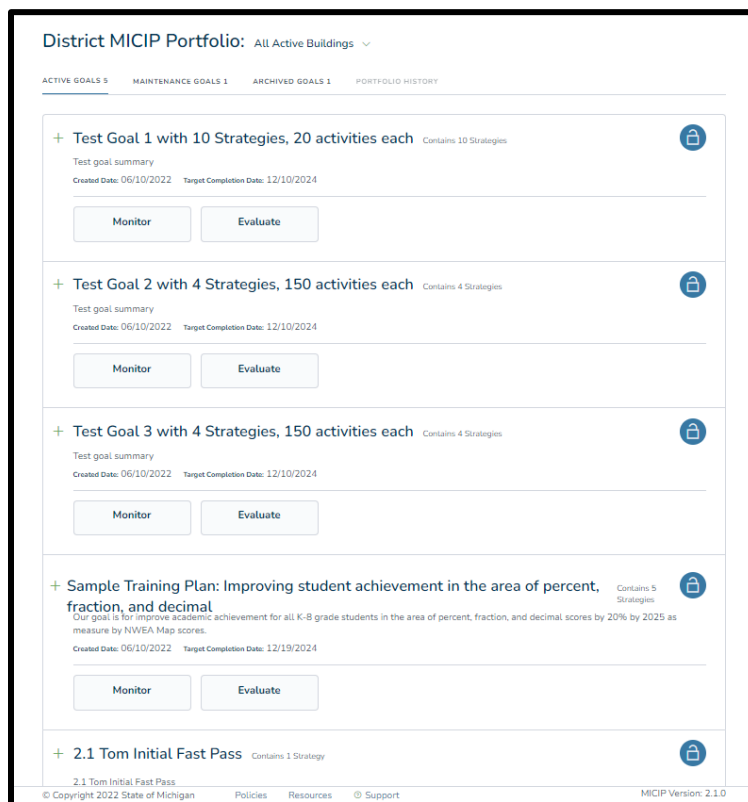 District MICIP Portfolio: All Active Buildings
ACTIVE GOALS 5 MAINTENANCE GOALS 1 ARCHIVED GOALS 1 PORTFOLIO HISTORY
+ Test Goal 1 with 10 Strategies, 20 activities each Contains 10 Strategies
Test goal summary
Created Date: 06/10/2022 Target Completion Date: 12/10/2024
Monitor Evaluate
+ Test Goal 2 with 4 Strategies, 150 activities each Contains 4 Strategies
Test goal summary
Created Date: 06/10/2022 Target Completion Date: 12/10/2024
Monitor Evaluate
+ Test Goal 3 with 4 Strategies, 150 activities each Contains 4 Strategies
Test goal summary
Created Date: 06/10/2022 Target Completion Date: 12/10/2024
Monitor Evaluate
+ Sample Training Plan: Improving student achievement in the area of percent, Contains 5
fraction, and decimal Strategies
Our goal is for improve academic achievement for all K-8 grade students in the area of percent, fraction, and decimal scores by 20% by 2025 as
measure by NWEA Map scores.
Created Date: 06/10/2022 Target Completion Date: 12/19/2024
Monitor Evaluate
+ 2.1 Tom Initial Fast Pass Contains 1 Strategy
2.1 Tom Initial Fast Pass
© Copyright 2022 State of Michigan Policies Resources Support MICIP Version: 2.1.0